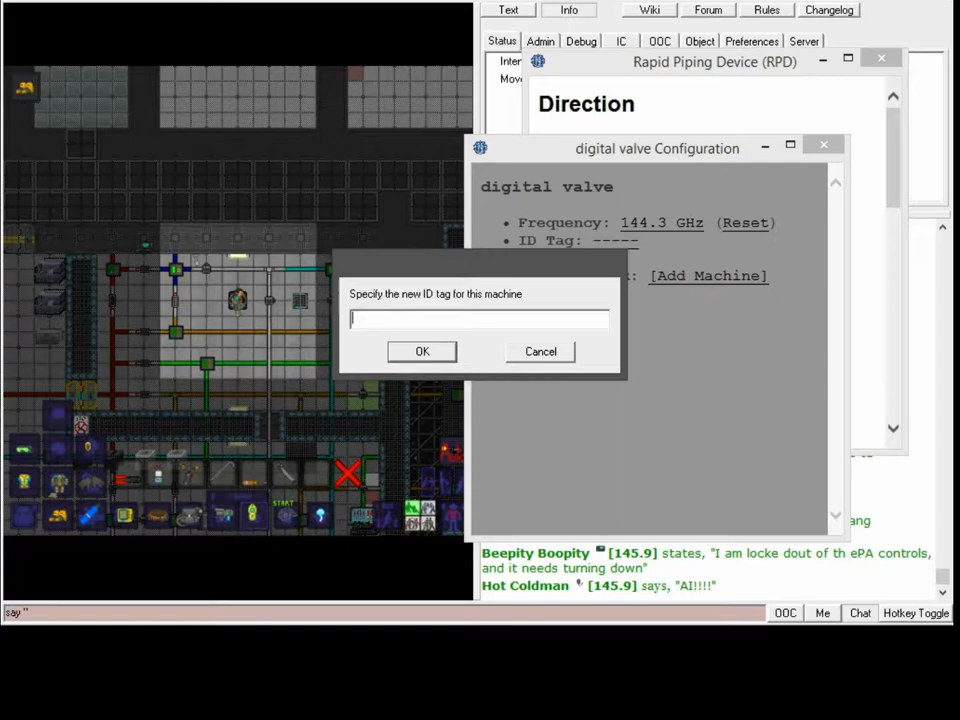 Text Info Wiki Forum Rules Changelog
Status Admin Debug IC OOC Object Preferences Server
Inter
Move
Rapid Piping Device (RPD)
Direction
digital valve Configuration
digital valve
• Frequency: 144.3 GHz (Reset)
• ID Tag: -----
: [Add Machine]
Specify the new ID tag for this machine
OK Cancel
START
ang
Beepity Boopity [145.9] states, "I am locke dout of th ePA controls,
and it needs turning down"
Hot Coldman [145.9] says, "AI!!!!"
say "
OOC Me Chat Hotkey Toggle